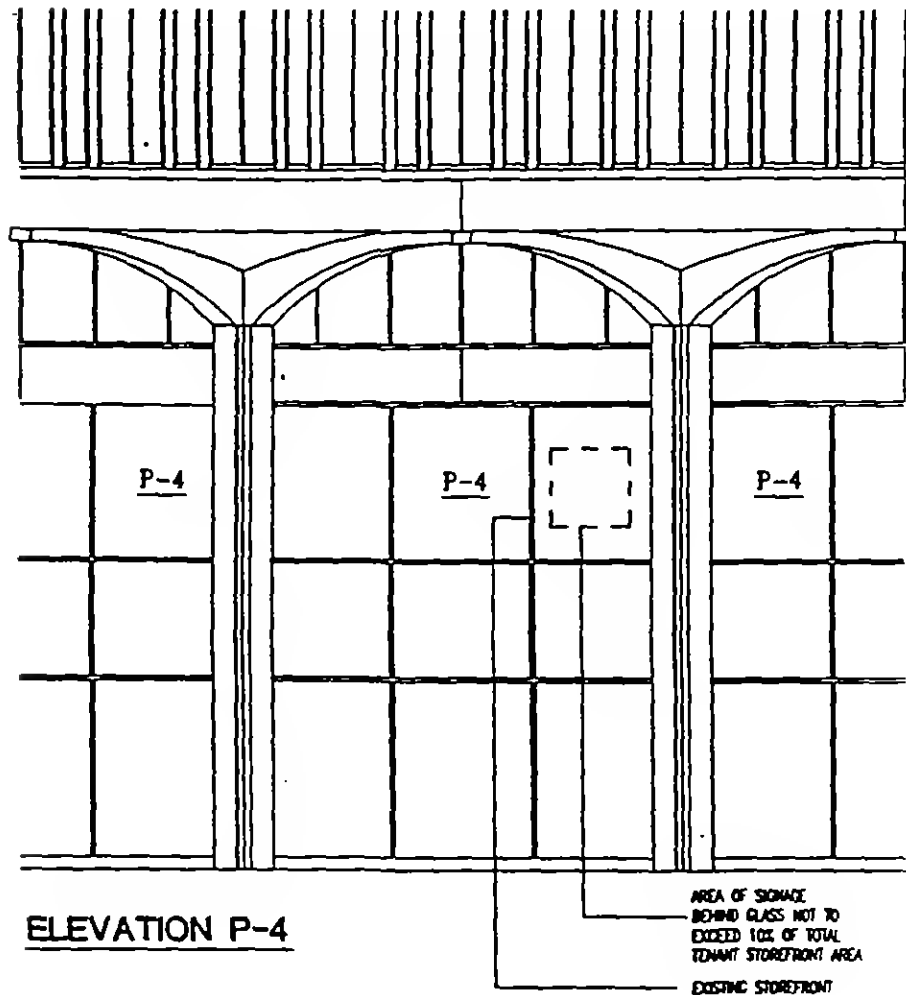 P-4
P-4
P-4
ELEVATION P-4
AREA OF SIGNAGE
BEHIND GLASS NOT TO
EXCEED 10% OF TOTAL
TENANT STOREFRONT AREA
EXISTING STOREFRONT